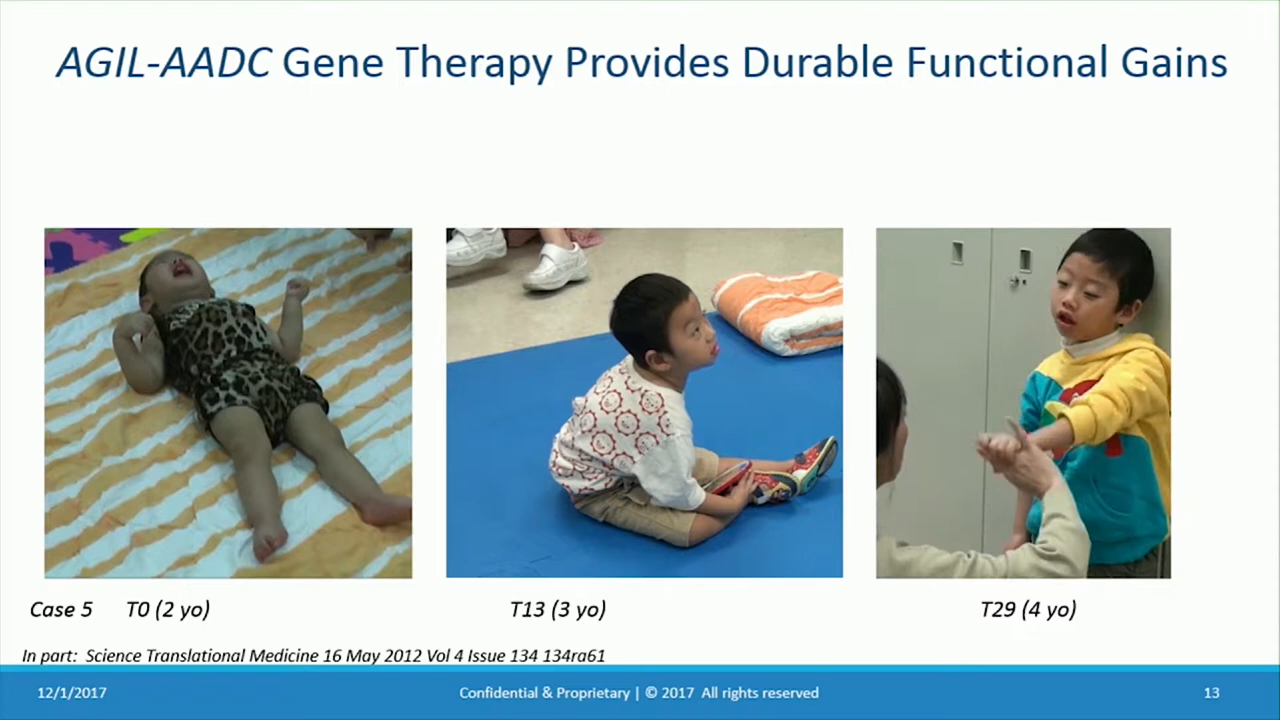 AGIL-AADC Gene Therapy Provides Durable Functional Gains
Case 5 T0 (2 yo) T13 (3 yo) T29 (4 yo)
In part: Science Translational Medicine 16 May 2012 Vol 4 Issue 134 134ra61
12/1/2017 Confidential & Proprietary | © 2017 All rights reserved 13